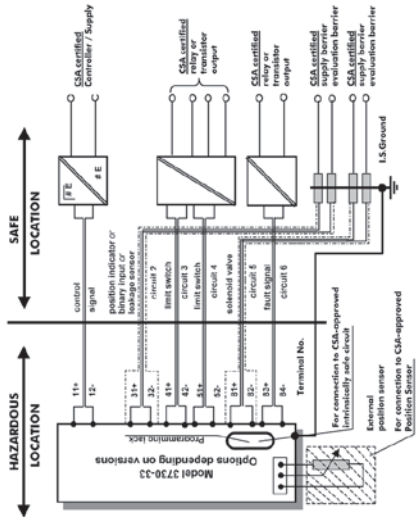 HAZARDOUS
LOCATION
SAFE
LOCATION
Model 3730-33
Options depending on versions
Programming jack
11+
12-
31+
32-
41+
42-
51+
52-
81+
82-
83+
84-
Terminal No.
control
signal
position indicator or
binary input or
leakage sensor
circuit 2
limit switch
circuit 3
limit switch
circuit 4
solenoid valve
circuit 5
fault signal
circuit 6
CSA certified
Controller / Supply
CSA certified
relay or
transistor
output
CSA certified
relay or
transistor
output
CSA certified
supply barrier
evaluation barrier
CSA certified
supply barrier
evaluation barrier
I.S.Ground
For connection to CSA-approved
intrinsically safe circuit
External
position sensor
For connection to CSA-approved
Position Sensor